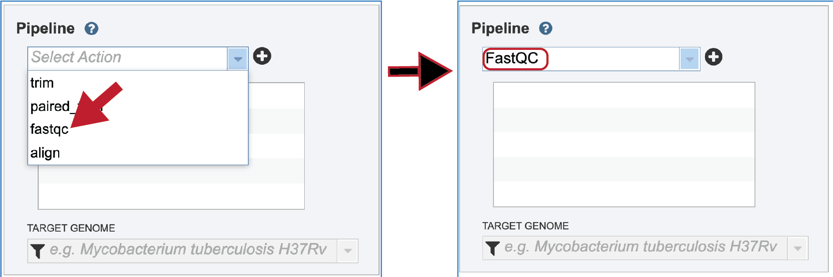 Pipeline
Select Action
trim
paired_
fastqc
align
TARGET GENOME
e.g. Mycobacterium tuberculosis H37Rv
Pipeline
FastQC
TARGET GENOME
e.g. Mycobacterium tuberculosis H37Rv